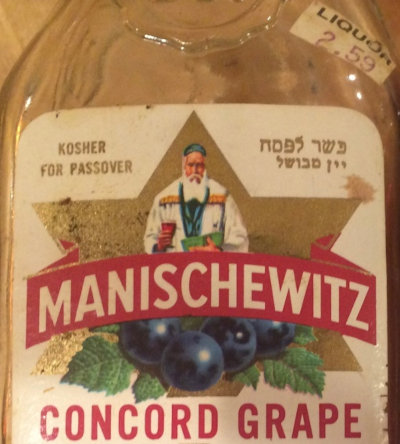 LIQUOR
2.59
KOSHER
FOR PASSOVER
כשר לפסח
יין מבושל
MANISCHEWITZ
CONCORD GRAPE